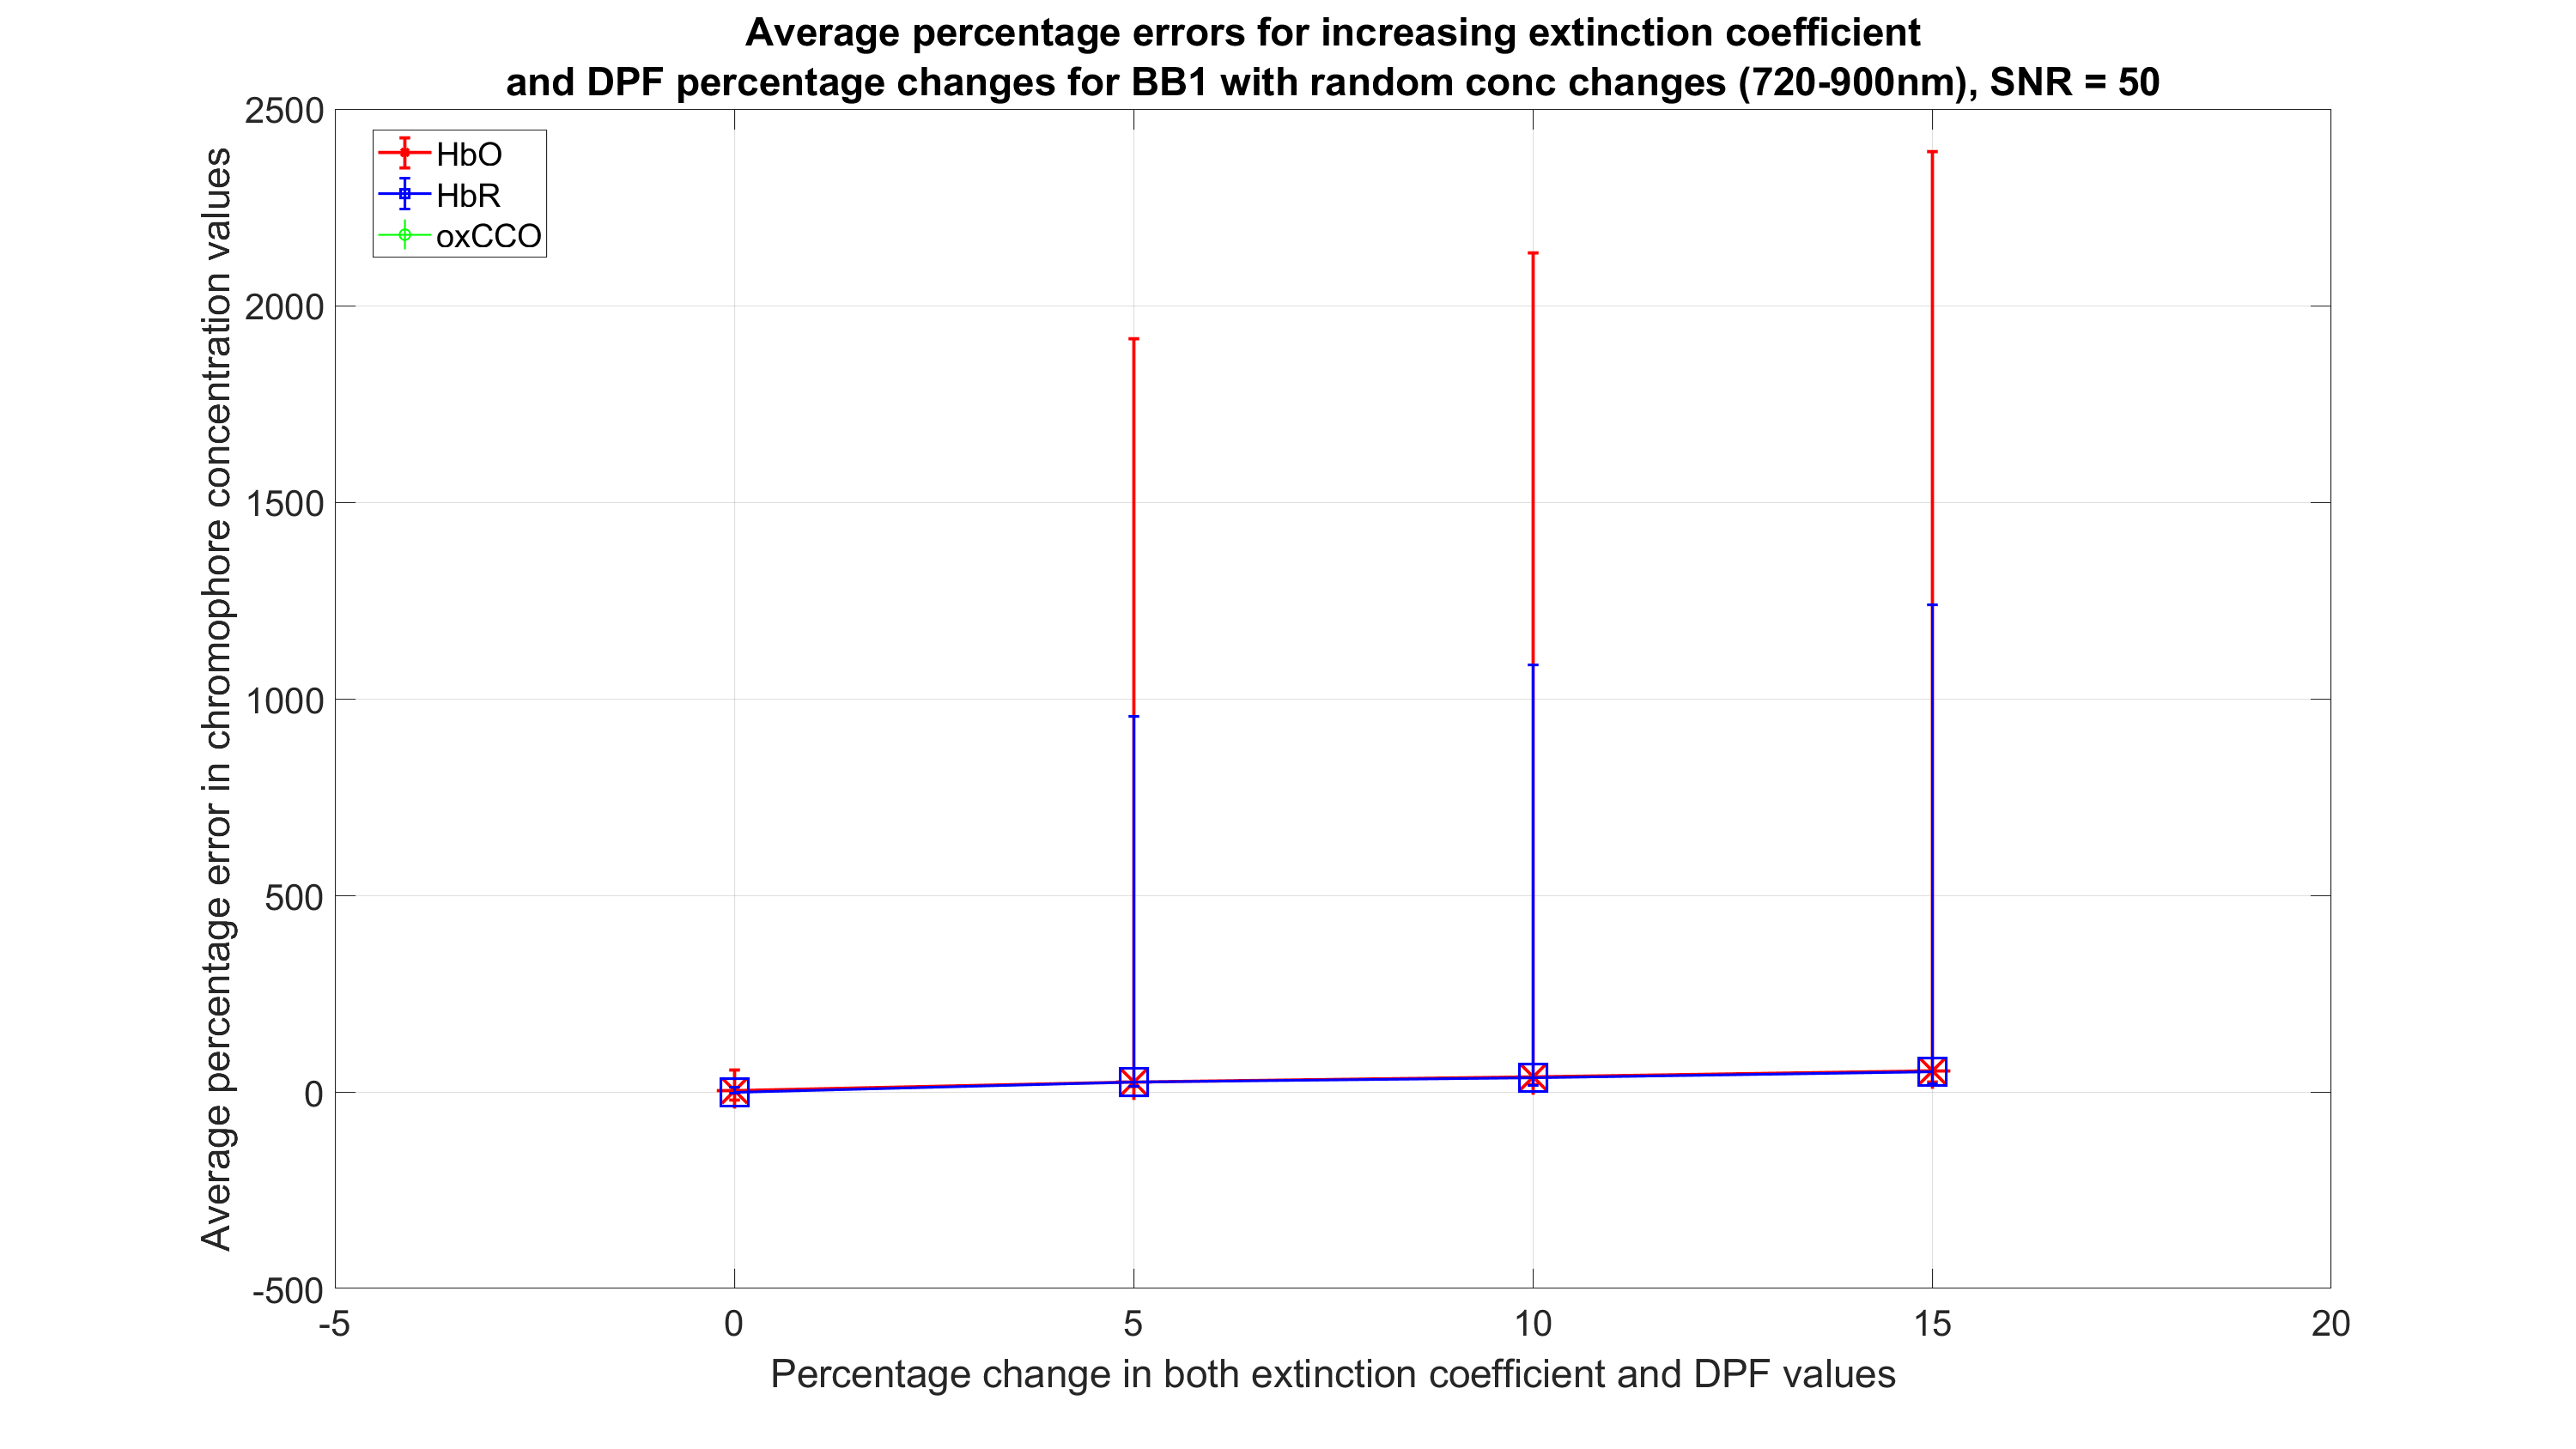 Average percentage errors for increasing extinction coefficient
and DPF percentage changes for BB1 with random conc changes (720-900nm), SNR = 50
Average percentage error in chromophore concentration values
2500
2000
1500
1000
500
0
-500
HbO
HbR
oxCCO
-5
0
5
10
15
20
Percentage change in both extinction coefficient and DPF values